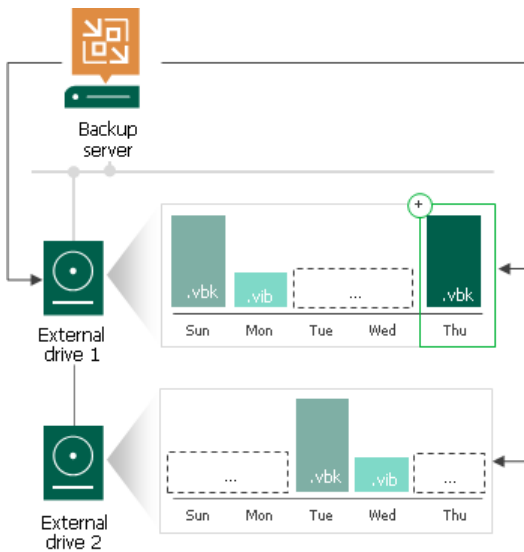 Backup
server
+
.vbk
.vib
...
.vbk
Sun Mon Tue Wed Thu
External
drive 1
...
.vbk
.vib
...
Sun Mon Tue Wed Thu
External
drive 2